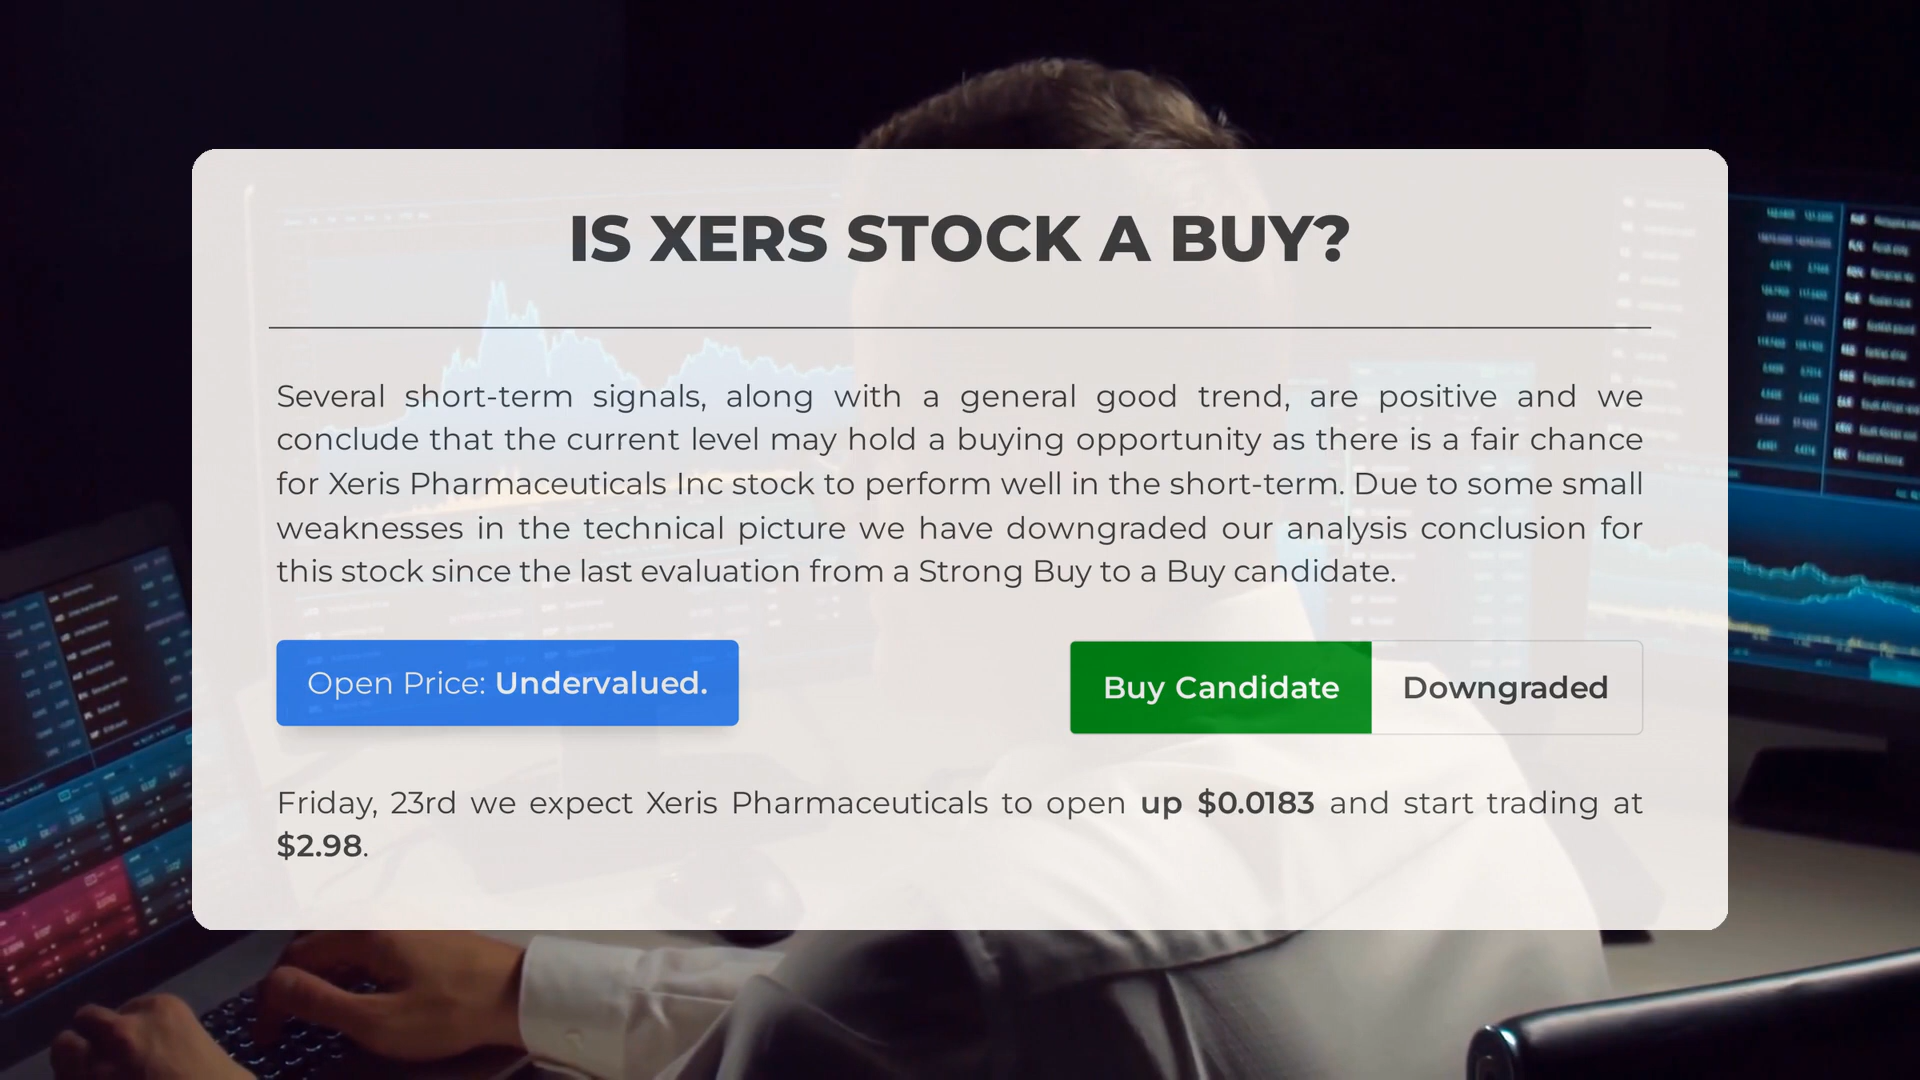 IS XERS STOCK A BUY?
Several short-term signals, along with a general good trend, are positive and we
conclude that the current level may hold a buying opportunity as there is a fair chance
for Xeris Pharmaceuticals Inc stock to perform well in the short-term. Due to some small
weaknesses in the technical picture we have downgraded our analysis conclusion for
this stock since the last evaluation from a Strong Buy to a Buy candidate.
Open Price: Undervalued.
Buy Candidate Downgraded
Friday, 23rd we expect Xeris Pharmaceuticals to open up $0.0183 and start trading at
$2.98.